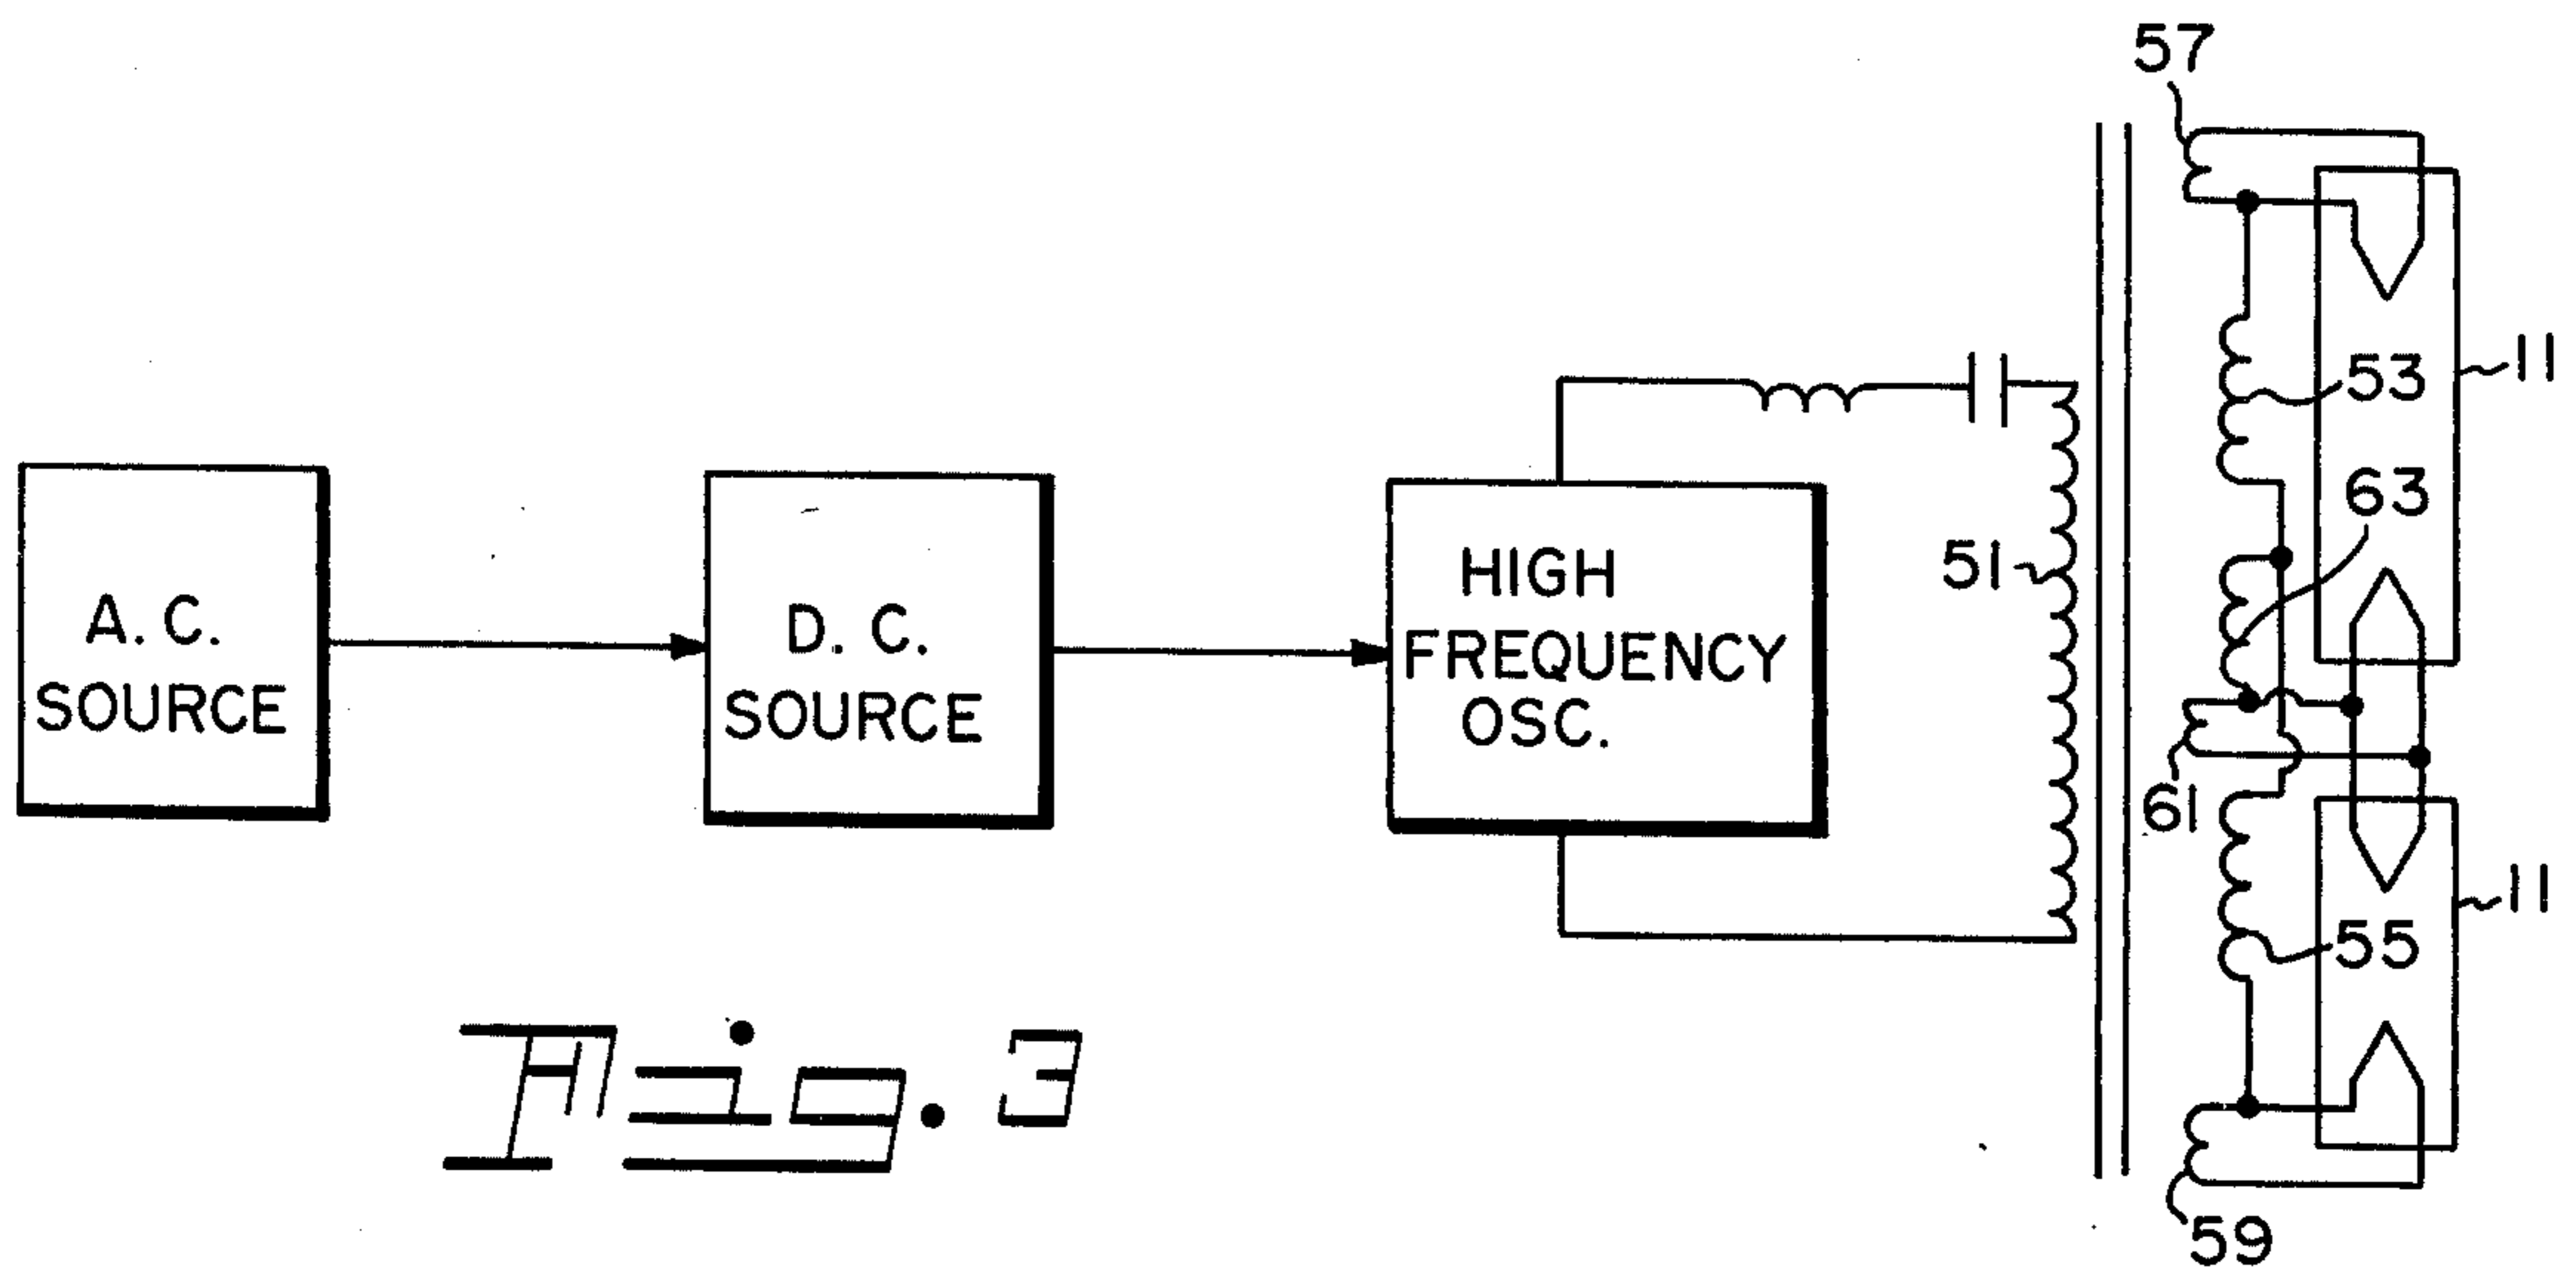 A. C.
SOURCE
D. C.
SOURCE
HIGH
FREQUENCY
OSC.
51
57
53
11
63
61
11
55
59
Fig. 3